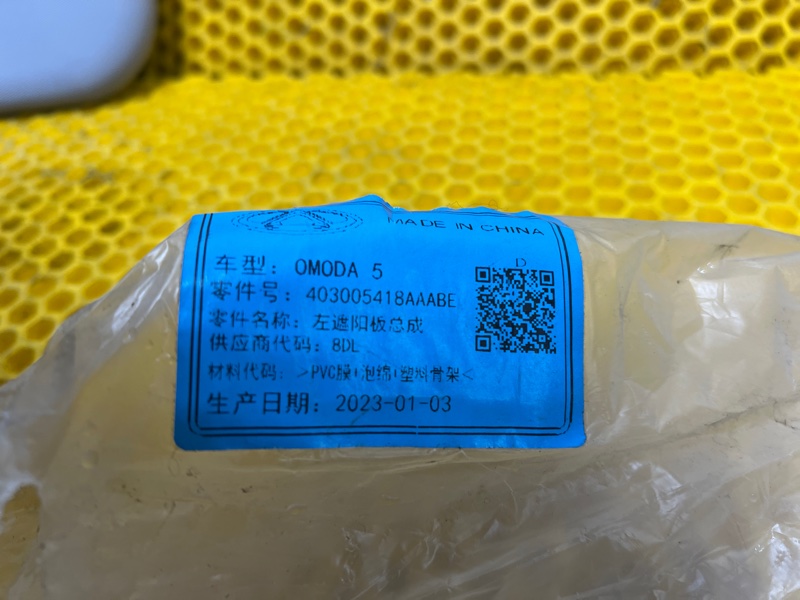 MADE IN CHINA
D
车型: OMODA 5
零件号: 403005418AAABE
零件名称: 左遮阳板总成
供应商代码: 8DL
材料代码: >PVC膜+泡绵+塑料骨架<
生产日期: 2023-01-03